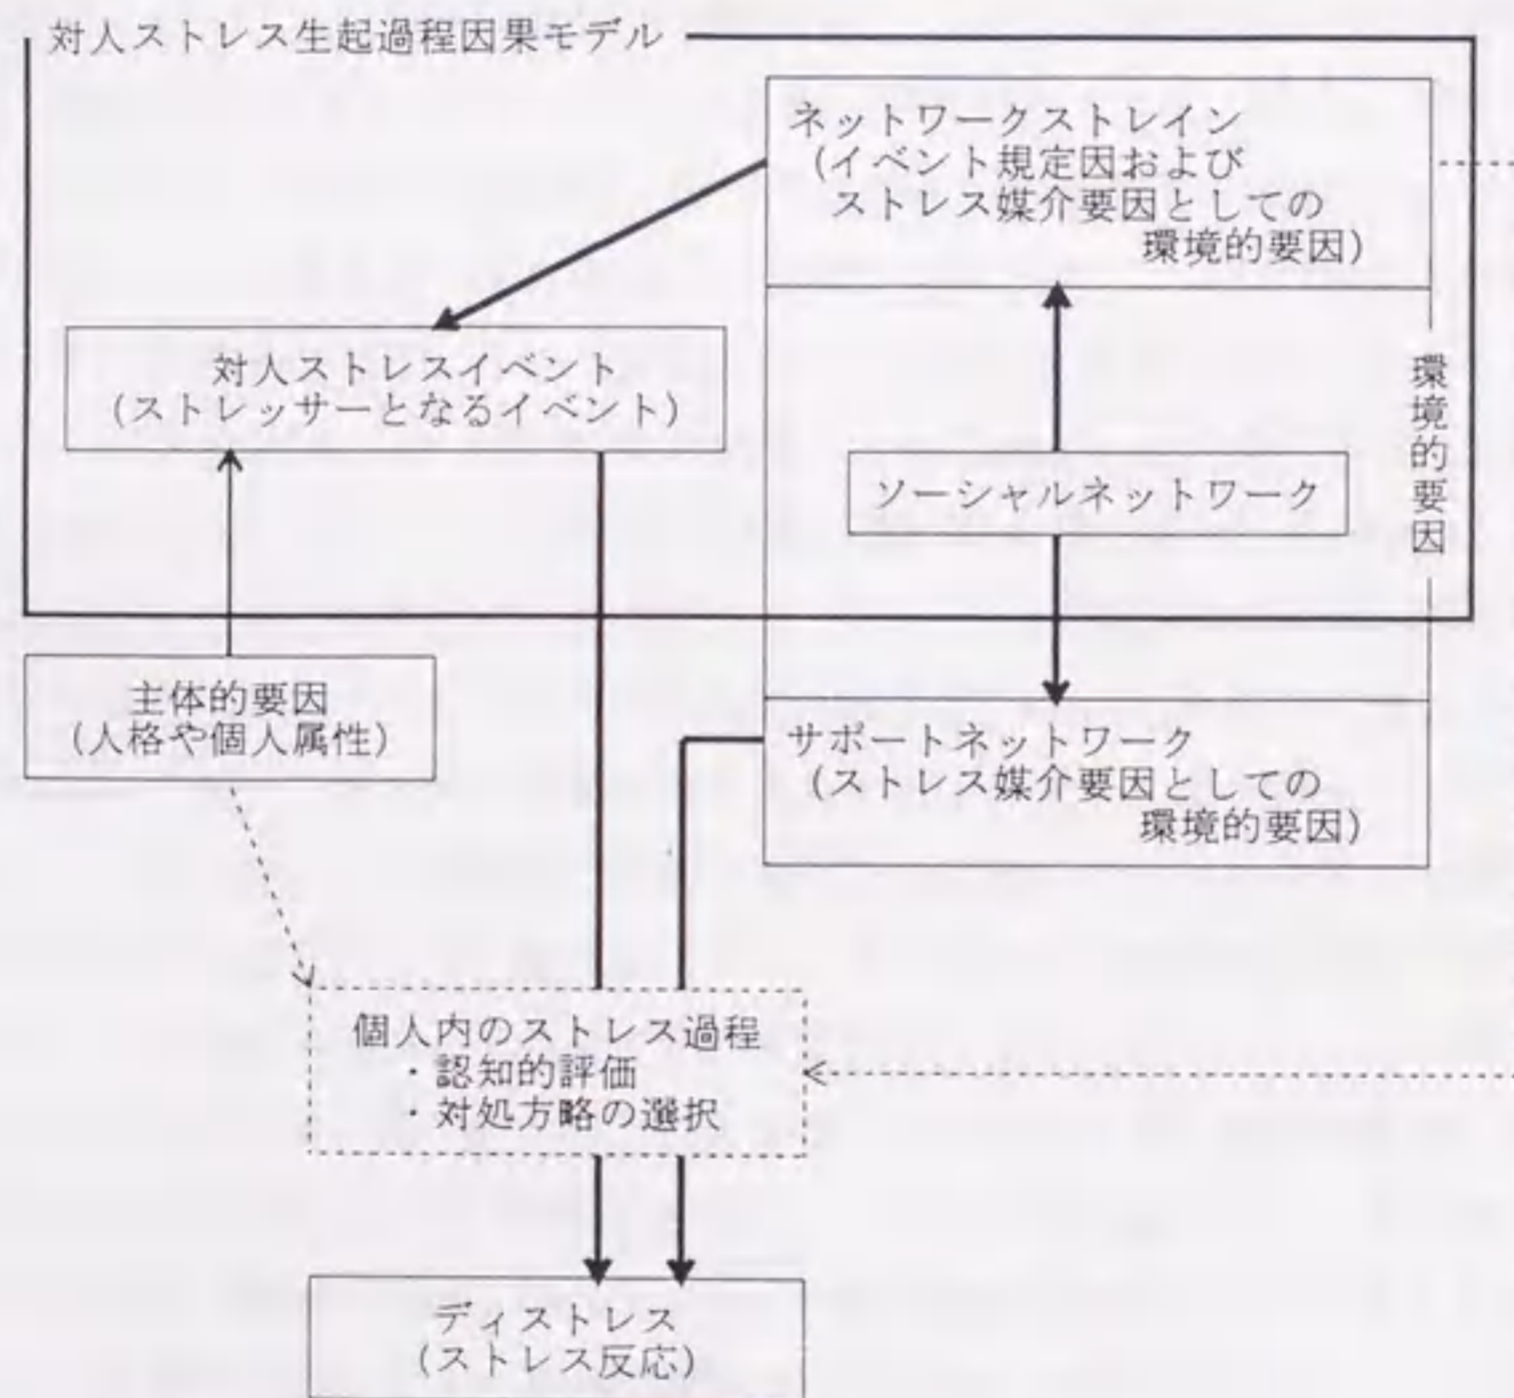 対人ストレス生起過程因果モデル
ネットワークストレイン
(イベント規定因および
ストレス媒介要因としての
環境的要因)
対人ストレスイベント
(ストレッサーとなるイベント)
環境的要因
ソーシャルネットワーク
主体的要因
(人格や個人属性)
サポートネットワーク
(ストレス媒介要因としての
環境的要因)
個人内のストレス過程
・認知的評価
・対処方略の選択
ディストレス
(ストレス反応)